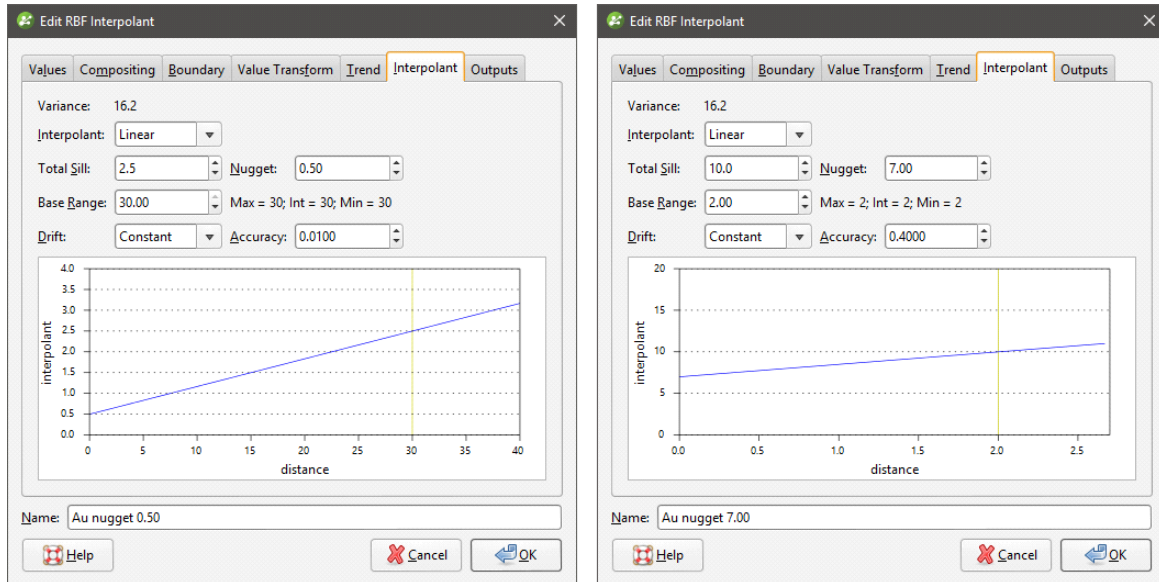 Edit RBF Interpolant
Values Compositing Boundary Value Transform Trend Interpolant Outputs
Variance: 16.2
Interpolant: Linear
Total Sill: 2.5 Nugget: 0.50
Base Range: 30.00 Max = 30; Int = 30; Min = 30
Drift: Constant Accuracy: 0.0100
4.0
3.5
3.0
2.5
2.0
1.5
1.0
0.5
0.0
interpolant
0 5 10 15 20 25 30 35 40
distance
Name: Au nugget 0.50
Help Cancel OK
Edit RBF Interpolant
Values Compositing Boundary Value Transform Trend Interpolant Outputs
Variance: 16.2
Interpolant: Linear
Total Sill: 10.0 Nugget: 7.00
Base Range: 2.00 Max = 2; Int = 2; Min = 2
Drift: Constant Accuracy: 0.4000
20
15
10
5
0
interpolant
0.0 0.5 1.0 1.5 2.0 2.5
distance
Name: Au nugget 7.00
Help Cancel OK